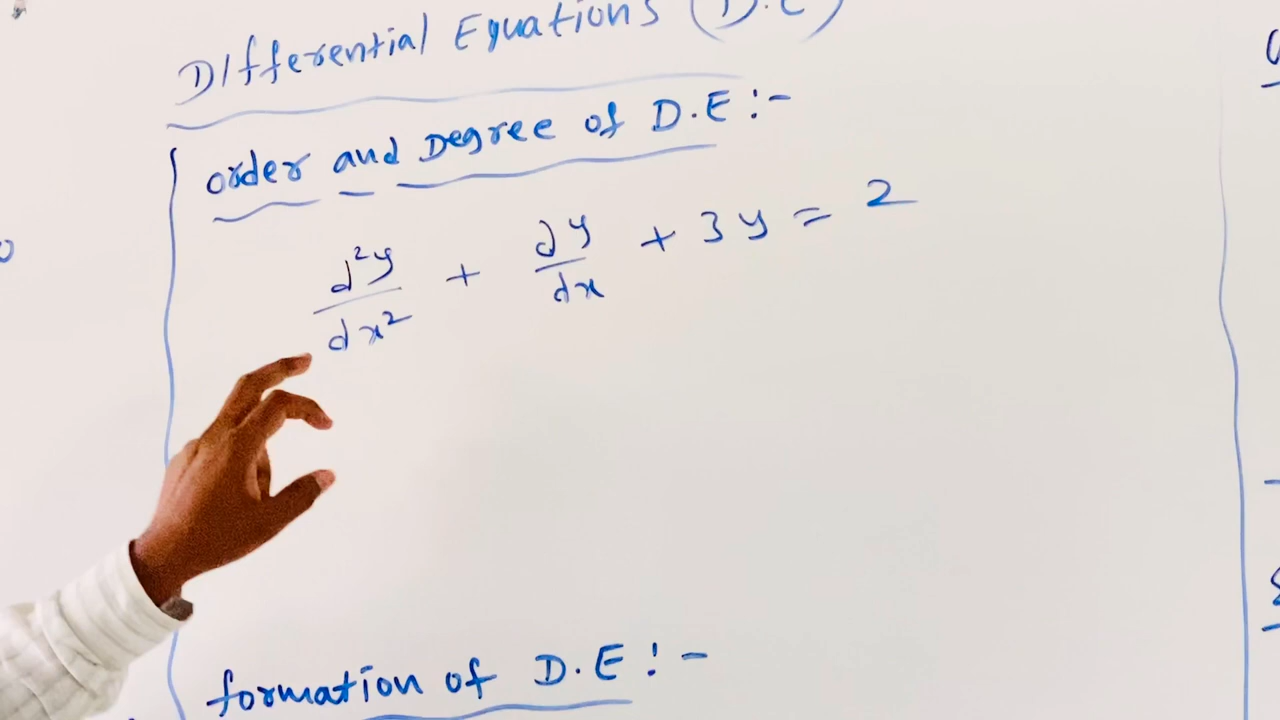 Differential Equations (D.E)
order and Degree of D.E :-
d²y/dx² + dy/dx + 3y = 2
formation of D.E :-